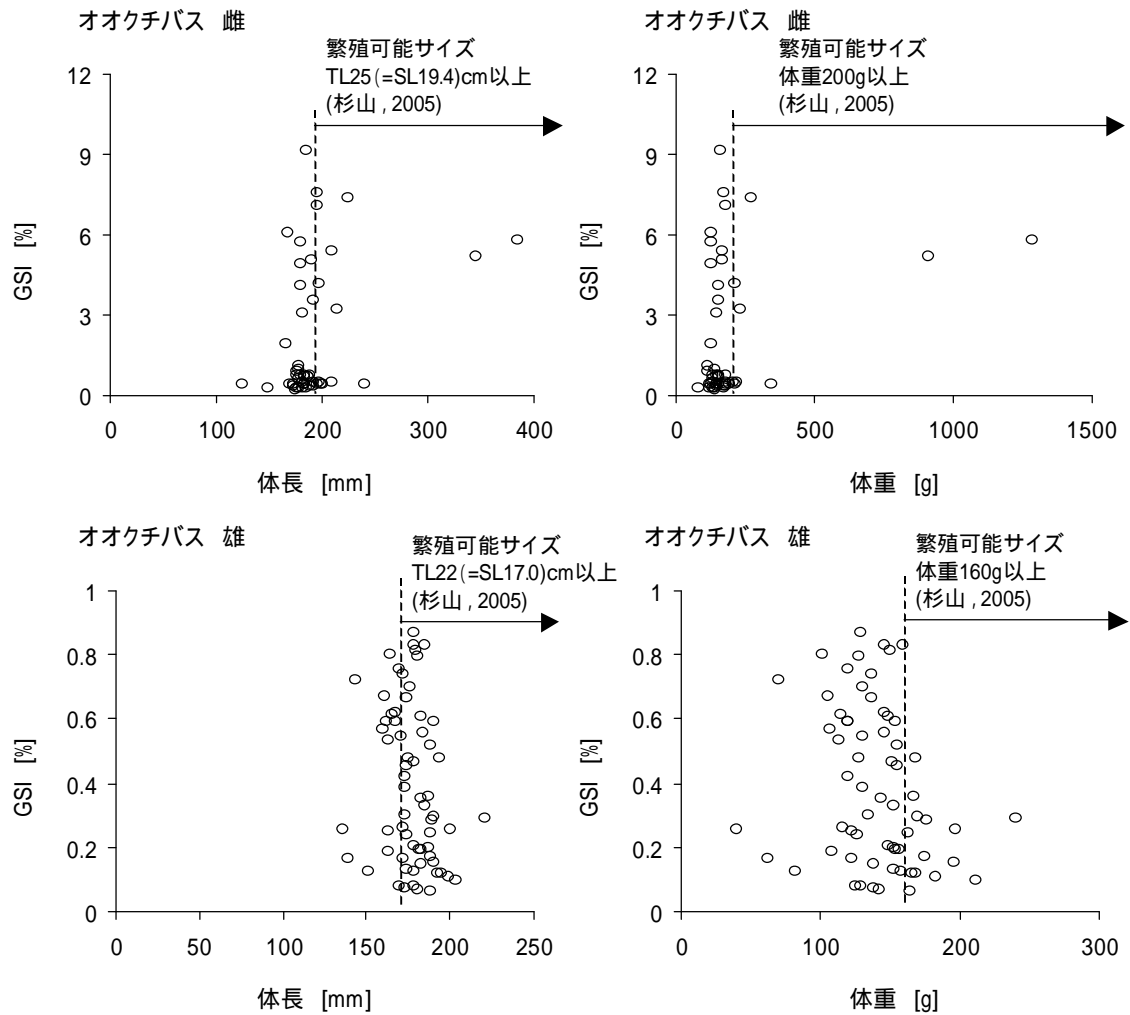 オオクチバス 雌
繁殖可能サイズ
TL25(=SL19.4)cm以上
(杉山, 2005)
12
9
6
3
0
GSI [%]
0 100 200 300 400
体長 [mm]
オオクチバス 雌
繁殖可能サイズ
体重200g以上
(杉山, 2005)
12
9
6
3
0
GSI [%]
0 500 1000 1500
体重 [g]
オオクチバス 雄
繁殖可能サイズ
TL22(=SL17.0)cm以上
(杉山, 2005)
1
0.8
0.6
0.4
0.2
0
GSI [%]
0 50 100 150 200 250
体長 [mm]
オオクチバス 雄
繁殖可能サイズ
体重160g以上
(杉山, 2005)
1
0.8
0.6
0.4
0.2
0
GSI [%]
0 100 200 300
体重 [g]